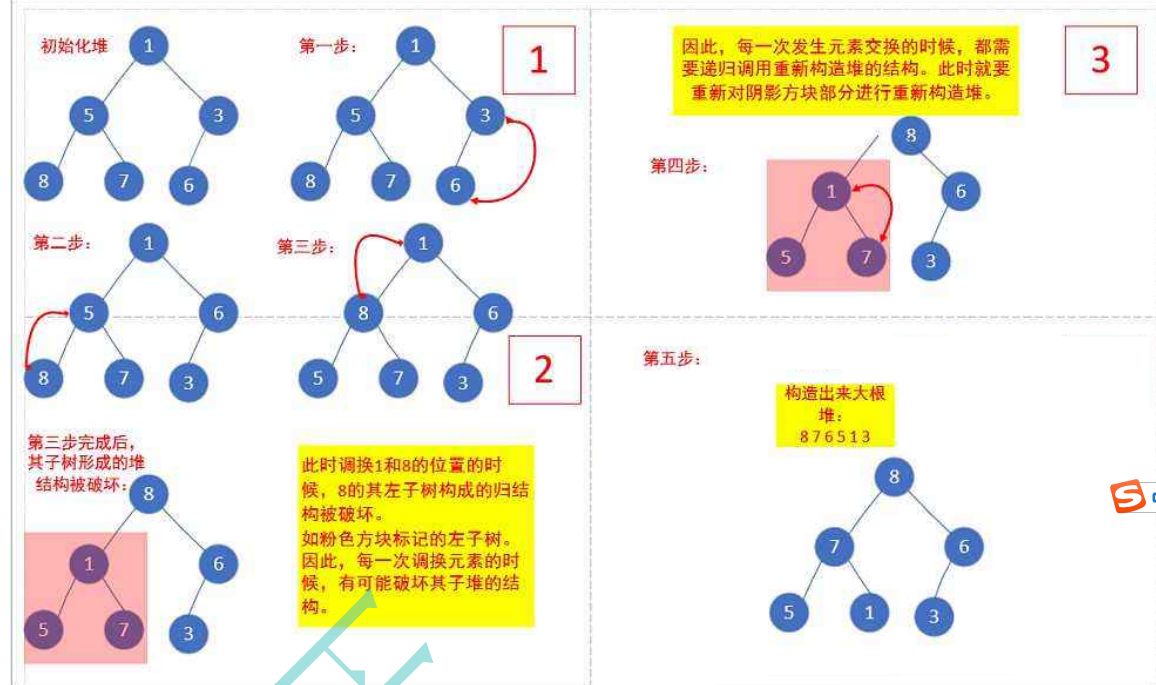 初始化堆
1
5
3
8
7
6
第一步：
1
5
3
8
7
6
1
第二步：
1
5
6
8
7
3
第三步：
1
8
6
5
7
3
2
第三步完成后，
其子树形成的堆
结构被破坏：
8
1
6
5
7
3
此时调换1和8的位置的时
候，8的其左子树构成的归结
构被破坏。
如粉色方块标记的左子树。
因此，每一次调换元素的时
候，有可能破坏其子堆的结
构。
因此，每一次发生元素交换的时候，都需
要递归调用重新构造堆的结构。此时就要
重新对阴影方块部分进行重新构造堆。
3
第四步：
8
1
6
5
7
3
第五步：
构造出来大根
堆：
8 7 6 5 1 3
8
7
6
5
1
3
S